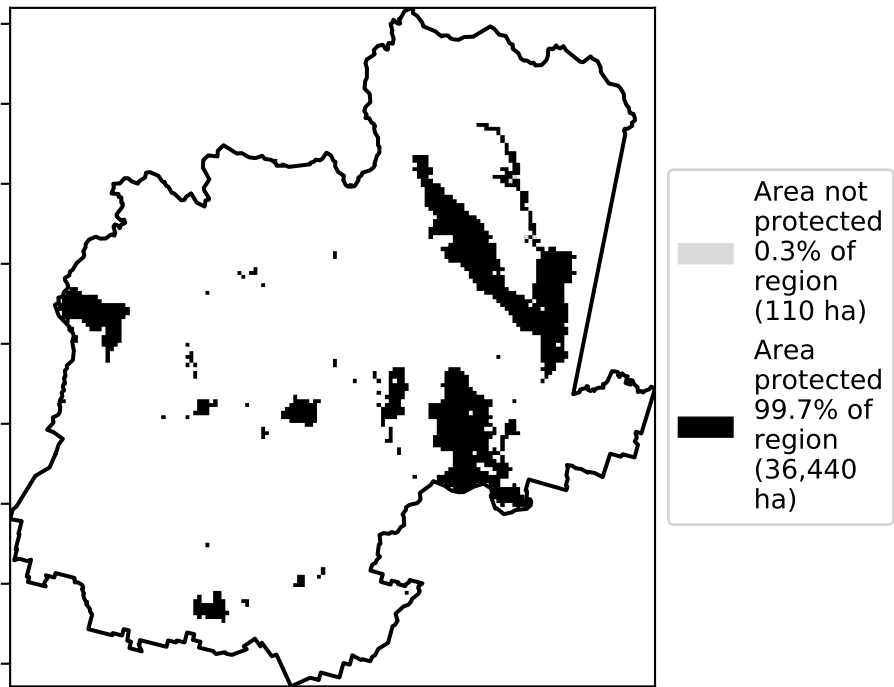 Area not
protected
0.3% of
region
(110 ha)
Area
protected
99.7% of
region
(36,440
ha)